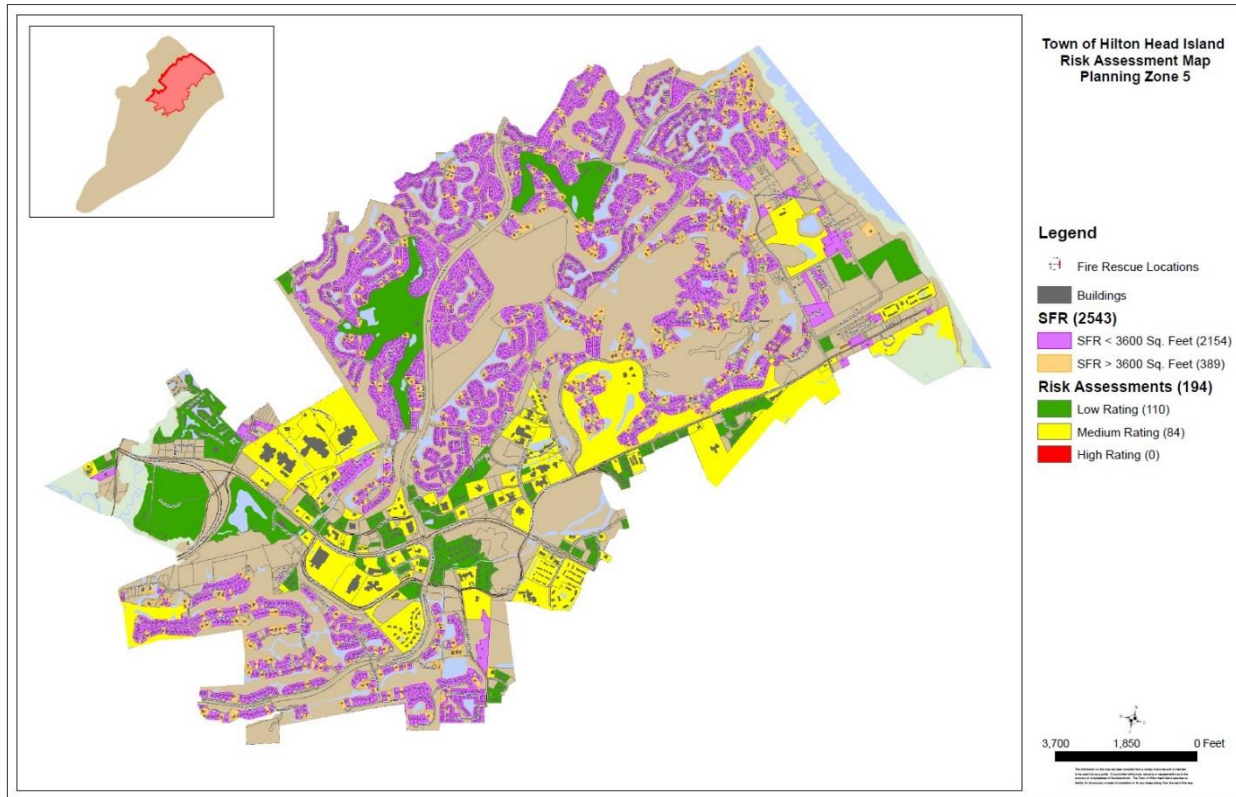 Town of Hilton Head Island
Risk Assessment Map
Planning Zone 5
Legend
Fire Rescue Locations
Buildings
SFR (2543)
SFR < 3600 Sq. Feet (2154)
SFR > 3600 Sq. Feet (389)
Risk Assessments (194)
Low Rating (110)
Medium Rating (84)
High Rating (0)
3,700 1,850 0 Feet